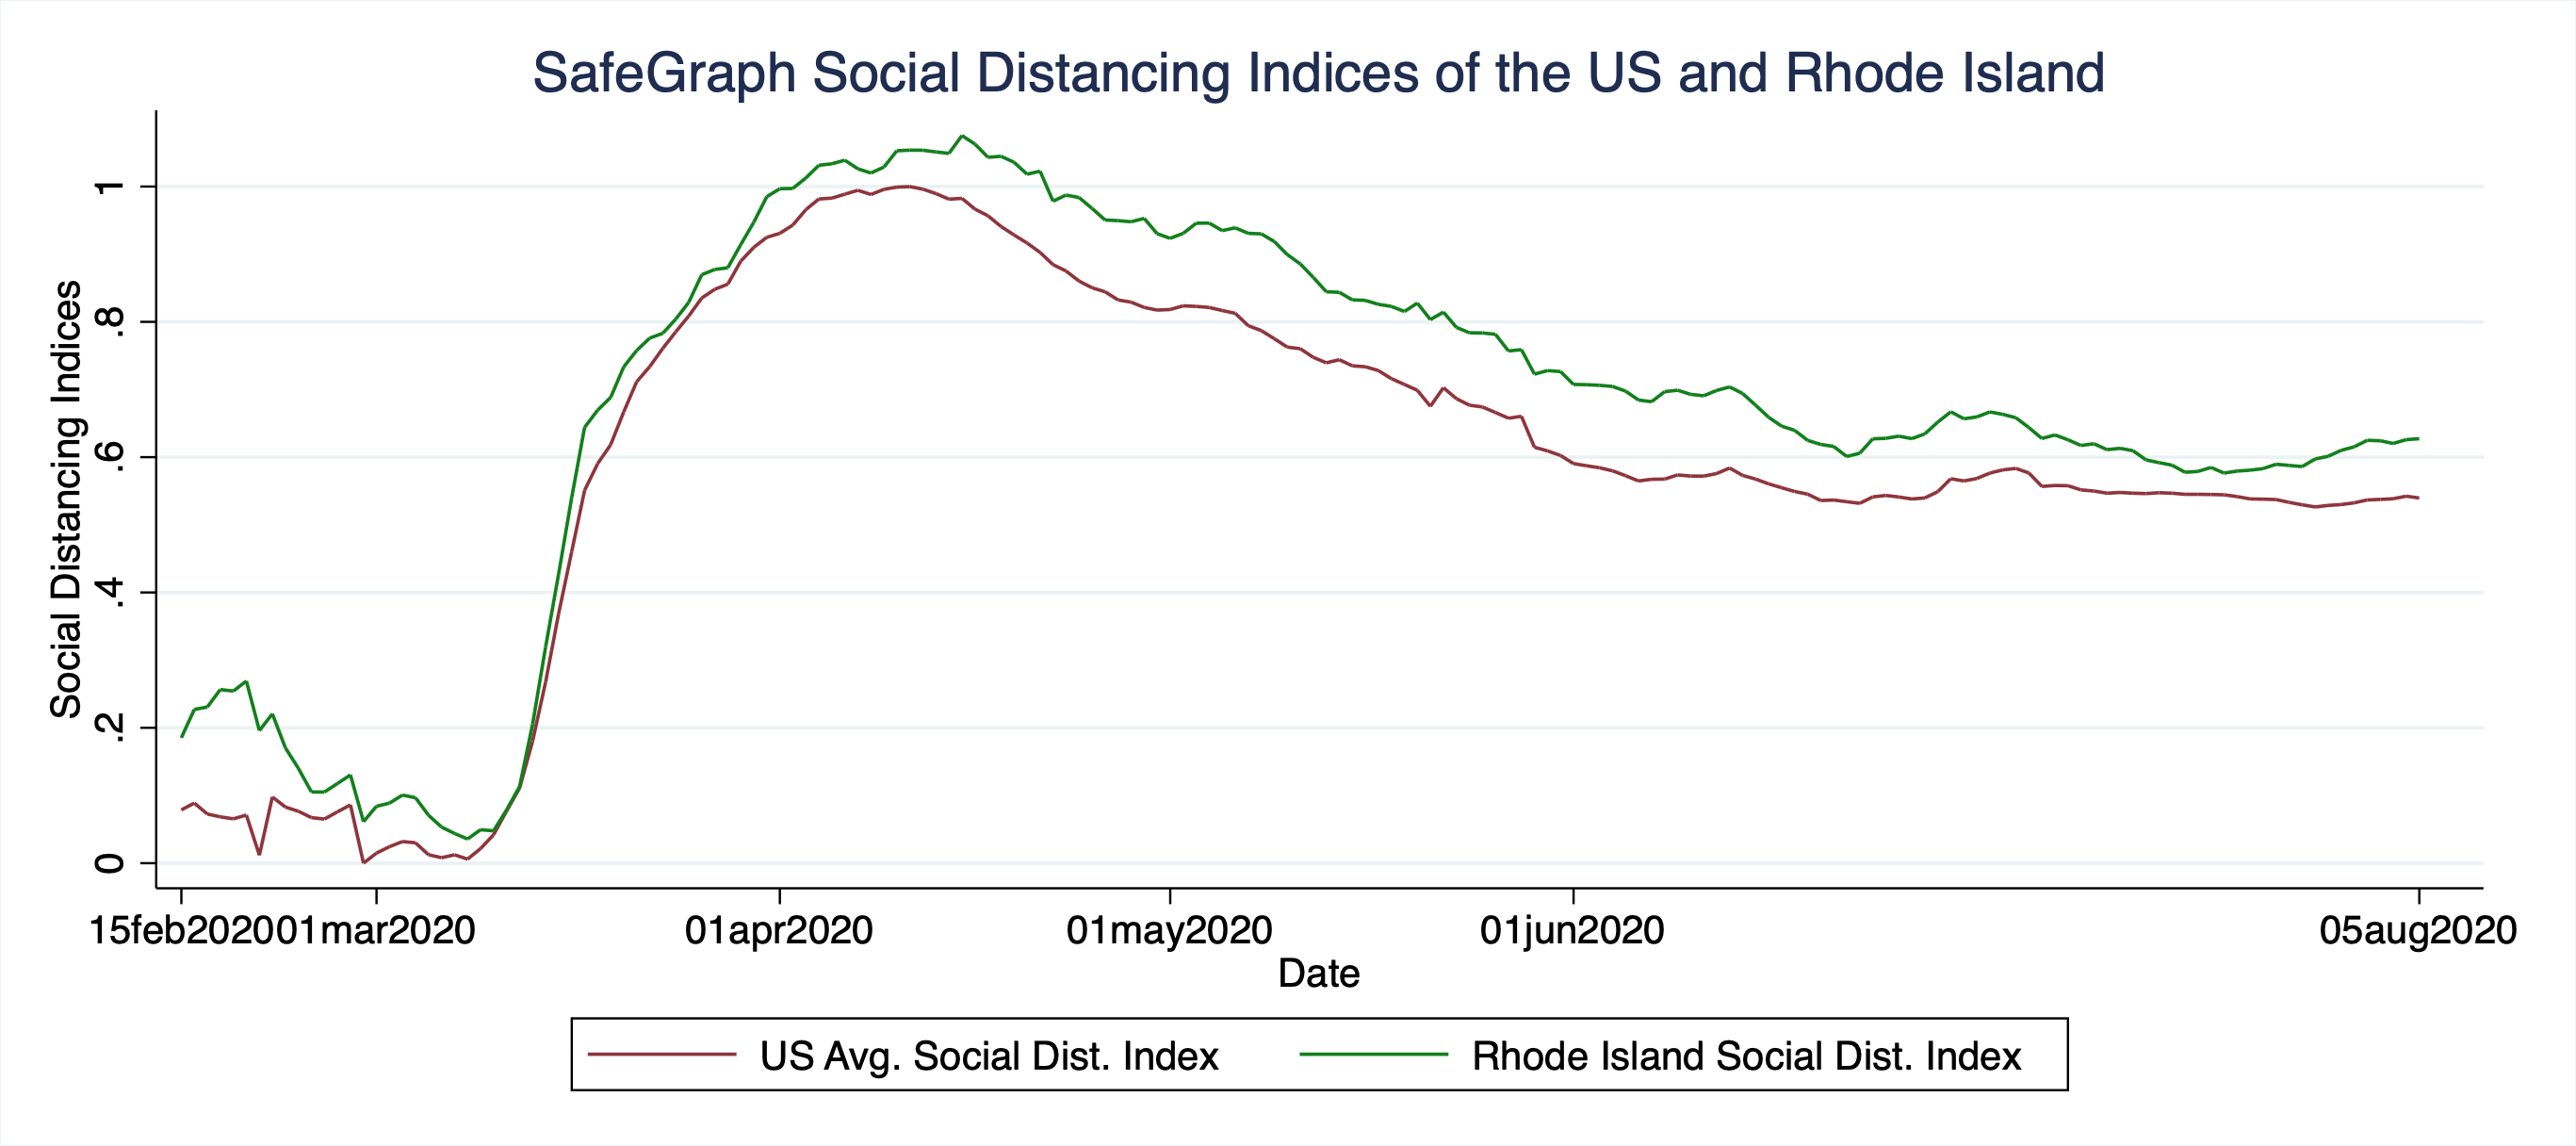 SafeGraph Social Distancing Indices of the US and Rhode Island
Social Distancing Indices
1
.8
.6
.4
.2
0
15feb2020 01mar2020 01apr2020 01may2020 01jun2020 05aug2020
Date
US Avg. Social Dist. Index Rhode Island Social Dist. Index